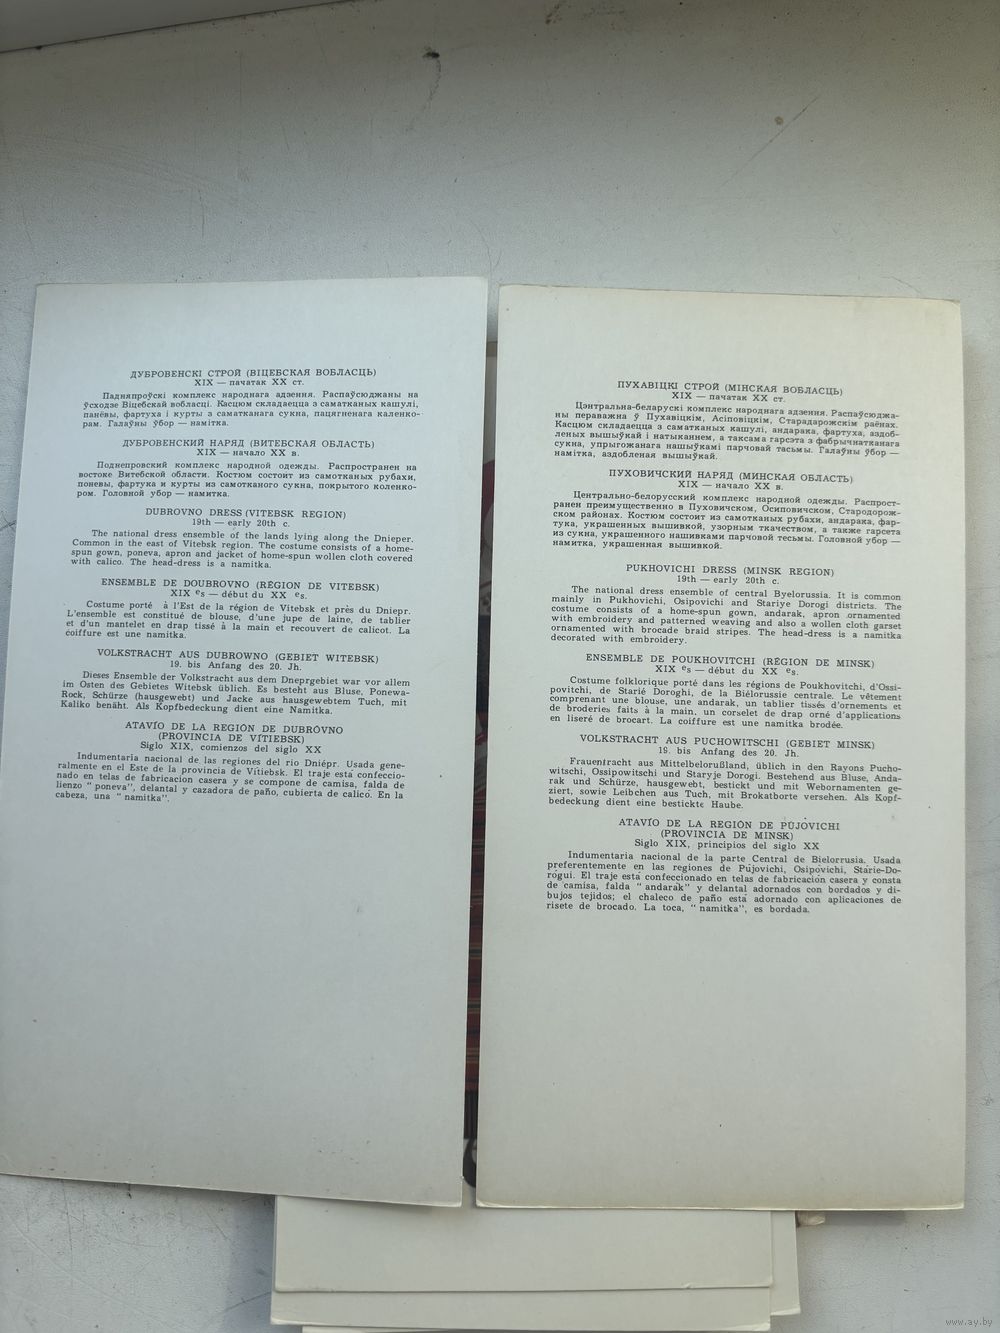 ДУБРОВЕНСКІ СТРОЙ (ВІЦЕБСКАЯ ВОБЛАСЦЬ)
XIX — пачатак XX ст.
Падняпроўскі комплекс народнага адзення. Распаўсюджаны на
ўсходзе Віцебскай вобласці. Касцюм складаецца з саматканых кашулі,
панёвы, фартуха і курты з саматканага сукна, пацягненага каленко-
рам. Галаўны ўбор — намітка.
ДУБРОВЕНСКИЙ НАРЯД (ВИТЕБСКАЯ ОБЛАСТЬ)
XIX — начало XX в.
Поднепровский комплекс народной одежды. Распространен на
востоке Витебской области. Костюм состоит из самотканых рубахи,
поневы, фартука и курты из самотканого сукна, покрытого коленко-
ром. Головной убор — намитка.
DUBROVNO DRESS (VITEBSK REGION)
19th — early 20th c.
The national dress ensemble of the lands lying along the Dnieper.
Common in the east of Vitebsk region. The costume consists of a home-
spun gown, poneva, apron and jacket of home-spun wollen cloth covered
with calico. The head-dress is a namitka.
ENSEMBLE DE DOUBROVNO (RÉGION DE VITEBSK)
XIX es — début du XX es.
Costume porté à l'Est de la région de Vitebsk et près du Dniepr.
L'ensemble est constitué de blouse, d'une jupe de laine, de tablier
et d'un mantelet en drap tissé à la main et recouvert de calicot. La
coiffure est une namitka.
VOLKSTRACHT AUS DUBROWNO (GEBIET WITEBSK)
19. bis Anfang des 20. Jh.
Dieses Ensemble der Volkstracht aus dem Dneprgebiet war vor allem
im Osten des Gebietes Witebsk üblich. Es besteht aus Bluse, Ponewa-
Rock, Schürze (hausgewebt) und Jacke aus hausgewebtem Tuch, mit
Kaliko benäht. Als Kopfbedeckung dient eine Namitka.
ATAVÍO DE LA REGIÓN DE DUBRÓVNO
(PROVINCIA DE VÍTIEBSK)
Siglo XIX, comienzos del siglo XX
Indumentaria nacional de las regiones del rio Dniépr. Usada gene-
ralmente en el Este de la provincia de Vitiebsk. El traje está confeccio-
nado en telas de fabricacion casera y se compone de camisa, falda de
lienzo " poneva", delantal y cazadora de paño, cubierta de calicó. En la
cabeza, una " namitka".
ПУХАВІЦКІ СТРОЙ (МІНСКАЯ ВОБЛАСЦЬ)
XIX — пачатак XX ст.
Цэнтральна-беларускі комплекс народнага адзення. Распаўсюджа-
ны пераважна ў Пухавіцкім, Асіповіцкім, Старадарожскім раёнах.
Касцюм складаецца з саматканых кашулі, андарака, фартуха, аздоб-
леных вышыўкай і натыканнем, а таксама гарсэта з фабрычнатканага
сукна, упрыгожанага нашыўкамі парчовай тасьмы. Галаўны ўбор —
намітка, аздобленая вышыўкай.
ПУХОВИЧСКИЙ НАРЯД (МИНСКАЯ ОБЛАСТЬ)
XIX — начало XX в.
Центрально-белорусский комплекс народной одежды. Распрост-
ранен преимущественно в Пуховичском, Осиповичском, Стародорож-
ском районах. Костюм состоит из самотканых рубахи, андарака, фар-
тука, украшенных вышивкой, узорным ткачеством, а также гарсета
из сукна, украшенного нашивками парчовой тесьмы. Головной убор —
намитка, украшенная вышивкой.
PUKHOVICHI DRESS (MINSK REGION)
19th — early 20th c.
The national dress ensemble of central Byelorussia. It is common
mainly in Pukhovichi, Osipovichi and Stariye Dorogi districts. The
costume consists of a home-spun gown, andarak, apron ornamented
with embroidery and patterned weaving and also a wollen cloth garset
ornamented with brocade braid stripes. The head-dress is a namitka
decorated with embroidery.
ENSEMBLE DE POUKHOVITCHI (RÉGION DE MINSK)
XIX es — début du XX es.
Costume folklorique porté dans les régions de Poukhovitchi, d'Ossi-
povitchi, de Starié Doroghi, de la Biélorussie centrale. Le vêtement
comprenant une blouse, une andarak, un tablier tissés d'ornements et
de broderies faits à la main, un corselet de drap orné d'applications
en liseré de brocart. La coiffure est une namitka brodée.
VOLKSTRACHT AUS PUCHOWITSCHI (GEBIET MINSK)
19. bis Anfang des 20. Jh.
Frauentracht aus Mittelbelorußland, üblich in den Rayons Pucho-
witschi, Ossipowitschi und Staryje Dorogi. Bestehend aus Bluse, Anda-
rak und Schürze, hausgewebt, bestickt und mit Webornamenten ge-
ziert, sowie Leibchen aus Tuch, mit Brokatborte versehen. Als Kopf-
bedeckung dient eine bestickte Haube.
ATAVÍO DE LA REGIÓN DE PÚJOVICHI
(PROVINCIA DE MINSK)
Siglo XIX, principios del siglo XX
Indumentaria nacional de la parte Central de Bielorrusia. Usada
preferentemente en las regiones de Pújovichi, Osipóvichi, Stárie-Do-
rogui. El traje está confeccionado en telas de fabricación casera y consta
de camisa, falda " andarak" y delantal adornados con bordados y di-
bujos tejidos; el chaleco de paño está adornado con aplicaciones de
risete de brocado. La toca, " namitka", es bordada.
www.ay.by